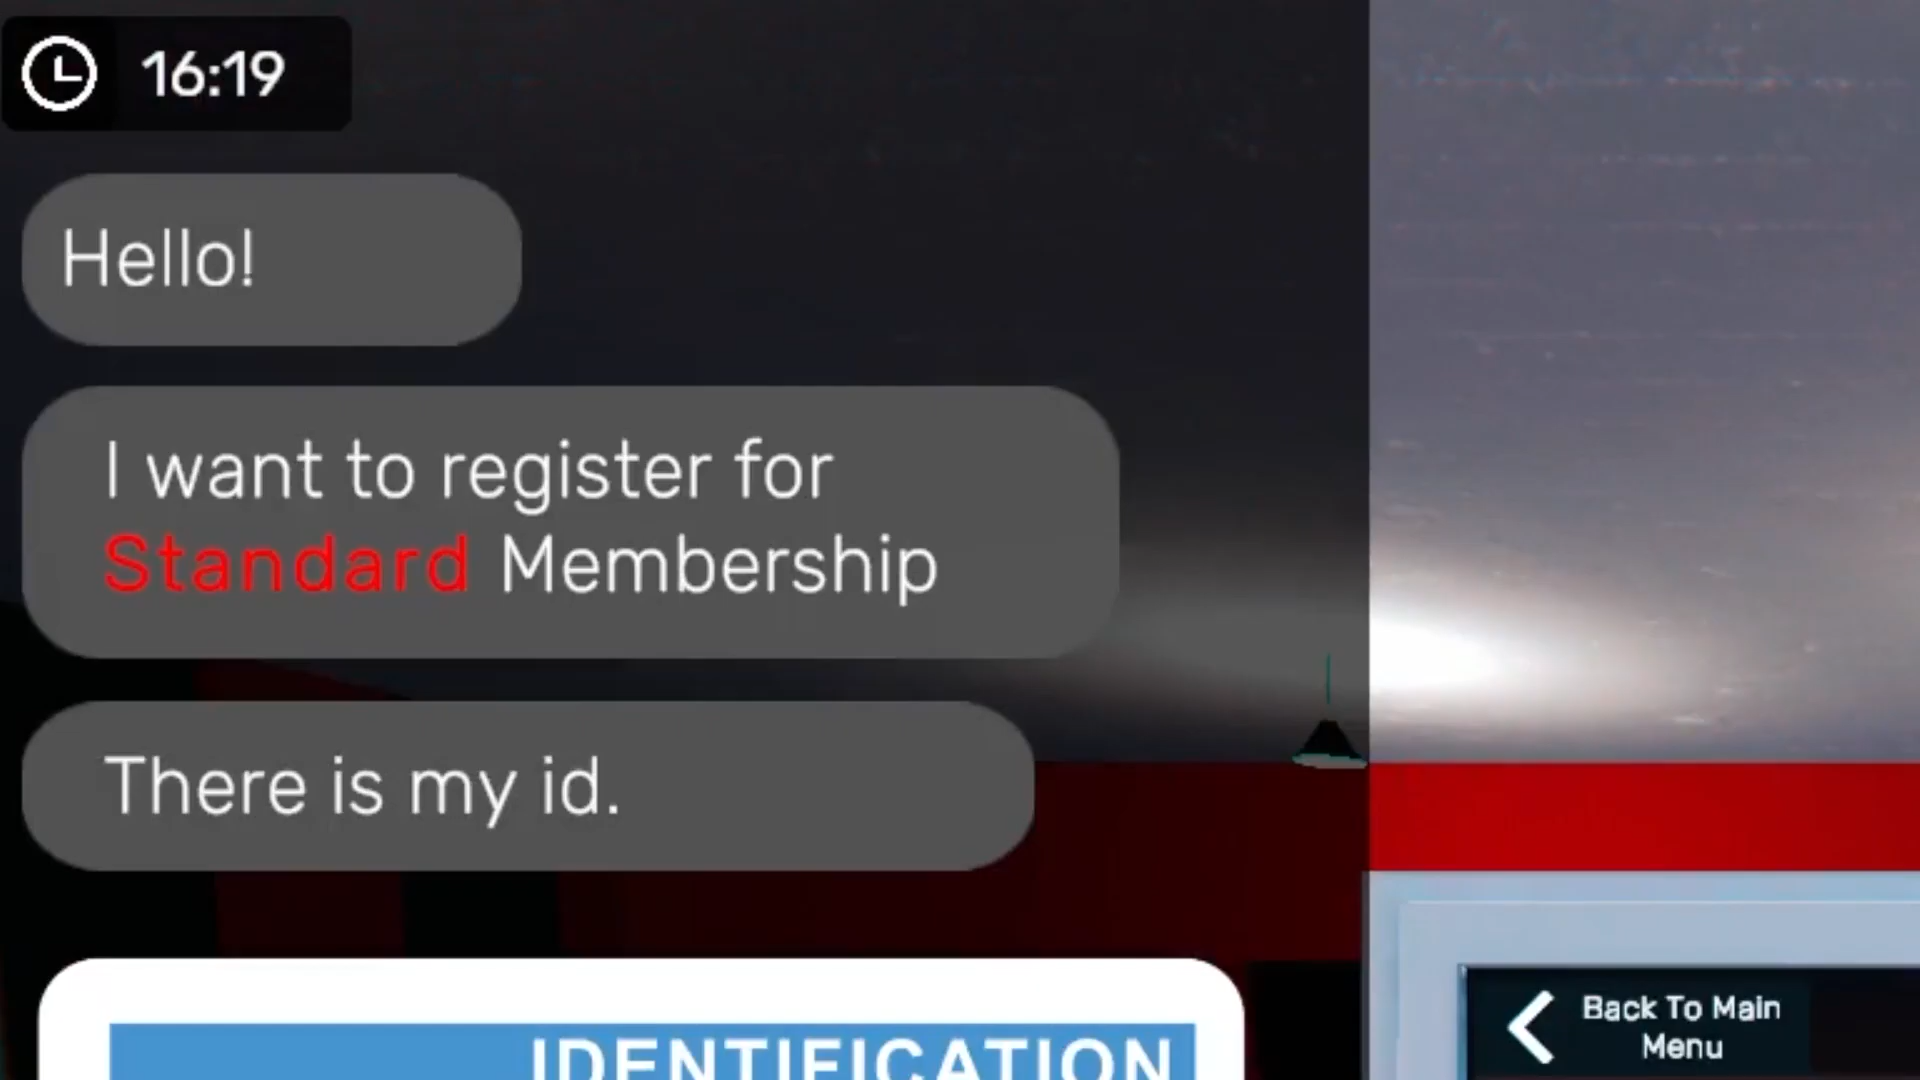 16:19
Hello!
I want to register for
Standard Membership
There is my id.
IDENTIFICATION
Back To Main
Menu